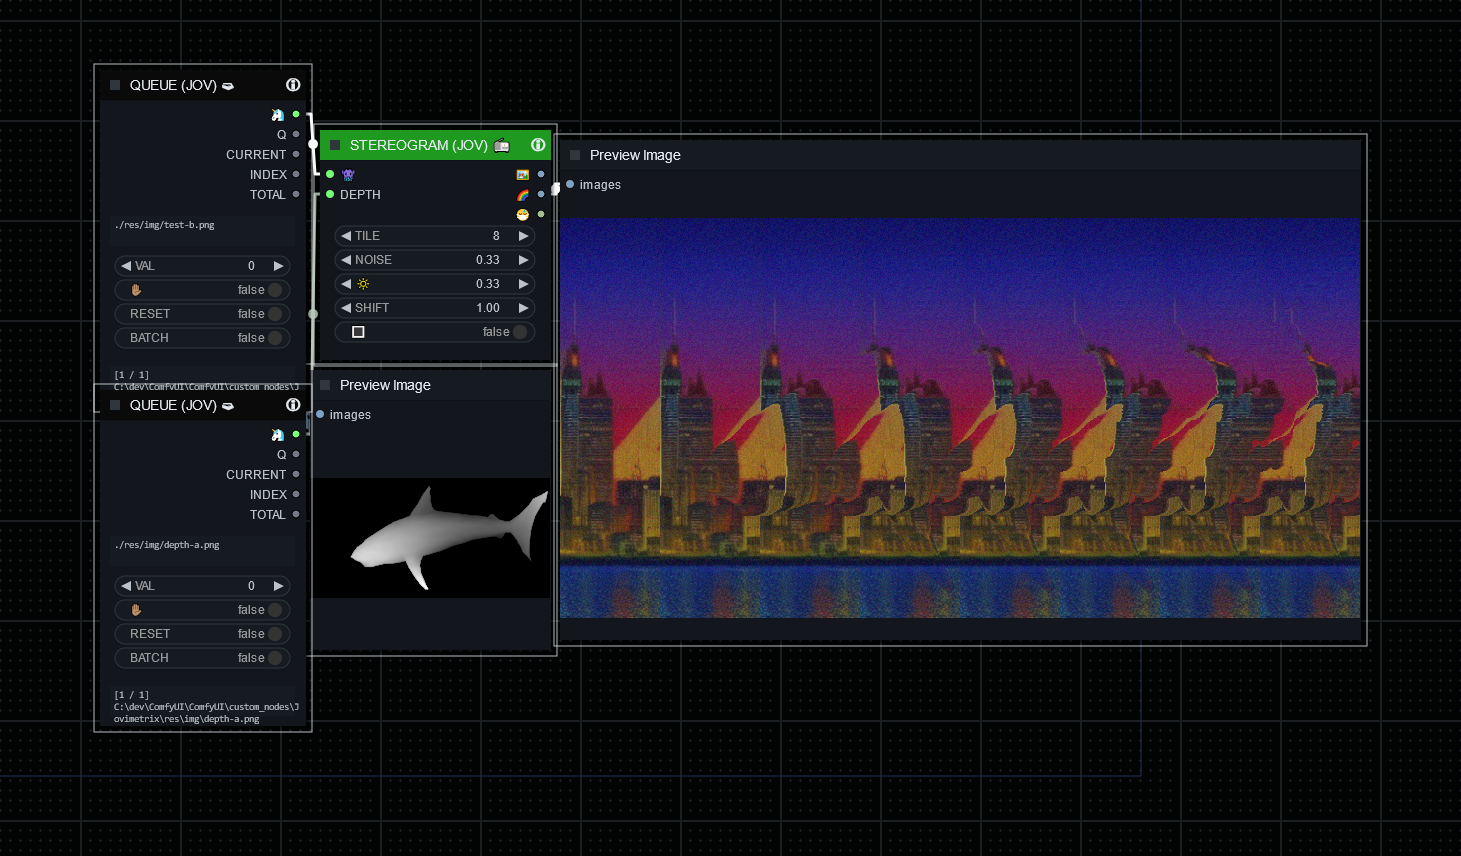 QUEUE (JOV)
Q
CURRENT
INDEX
TOTAL
./res/img/test-b.png
VAL 0
false
RESET false
BATCH false
[1 / 1]
C:\dev\ComfyUI\ComfyUI\custom_nodes\J
QUEUE (JOV)
Q
CURRENT
INDEX
TOTAL
./res/img/depth-a.png
VAL 0
false
RESET false
BATCH false
[1 / 1]
C:\dev\ComfyUI\ComfyUI\custom_nodes\J
ovimetrix\res\img\depth-a.png
STEREOGRAM (JOV)
DEPTH
TILE 8
NOISE 0.33
0.33
SHIFT 1.00
false
Preview Image
images
Preview Image
images